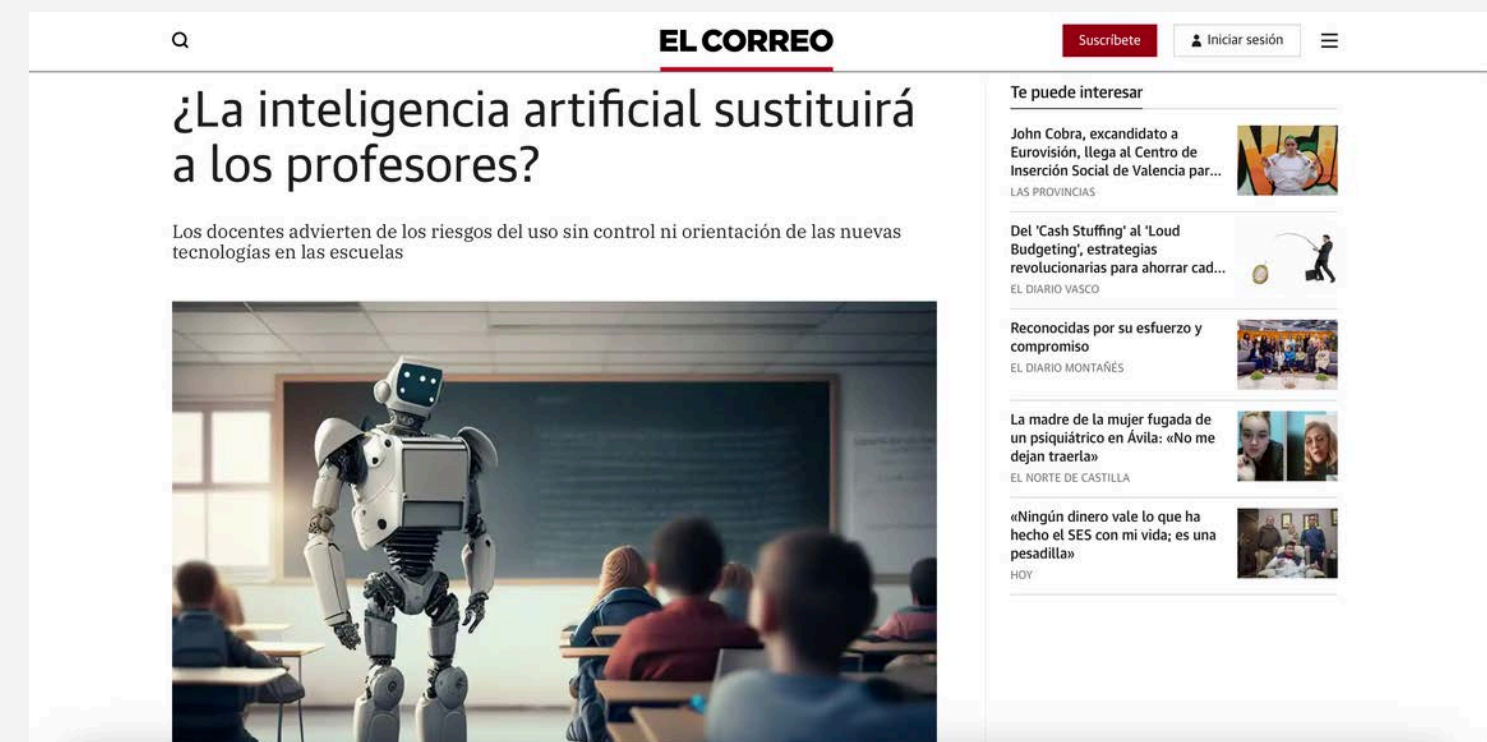 EL CORREO
Suscríbete
Iniciar sesión
¿La inteligencia artificial sustituirá
a los profesores?
Los docentes advierten de los riesgos del uso sin control ni orientación de las nuevas
tecnologías en las escuelas
Te puede interesar
John Cobra, excandidato a
Eurovisión, llega al Centro de
Inserción Social de Valencia par...
LAS PROVINCIAS
Del 'Cash Stuffing' al 'Loud
Budgeting', estrategias
revolucionarias para ahorrar cad...
EL DIARIO VASCO
Reconocidas por su esfuerzo y
compromiso
EL DIARIO MONTAÑÉS
La madre de la mujer fugada de
un psiquiátrico en Ávila: «No me
dejan traerla»
EL NORTE DE CASTILLA
«Ningún dinero vale lo que ha
hecho el SES con mi vida; es una
pesadilla»
HOY